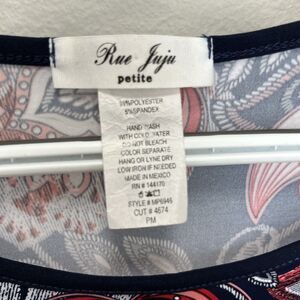 Rue Juju
petite
95%POLYESTER
5%SPANDEX
HAND WASH
WITH COLD WATER
DO NOT BLEACH
COLOR SEPARATE
HANG OR LYNE DRY
LOW IRON IF NEEDED
MADE IN MEXICO
RN # 144170
STYLE # MP6946
CUT # 4674
PM